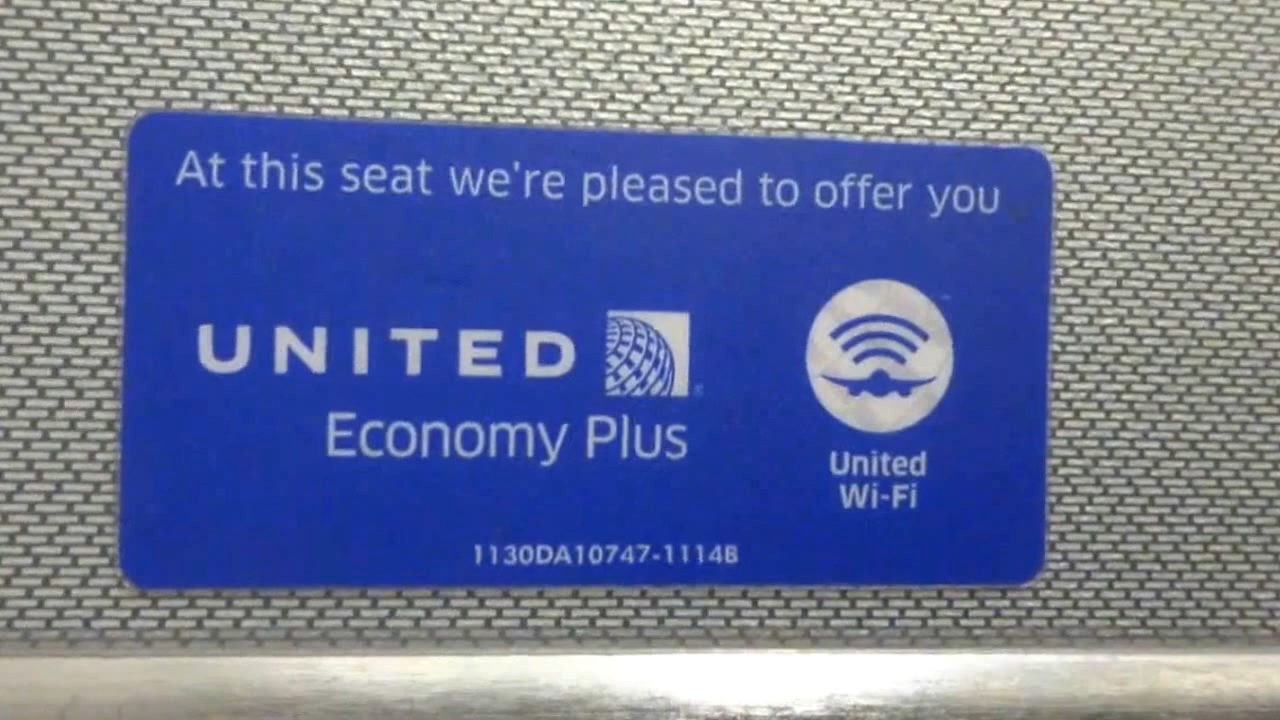 At this seat we're pleased to offer you
UNITED
Economy Plus
United
Wi-Fi
1130DA10747-1114B